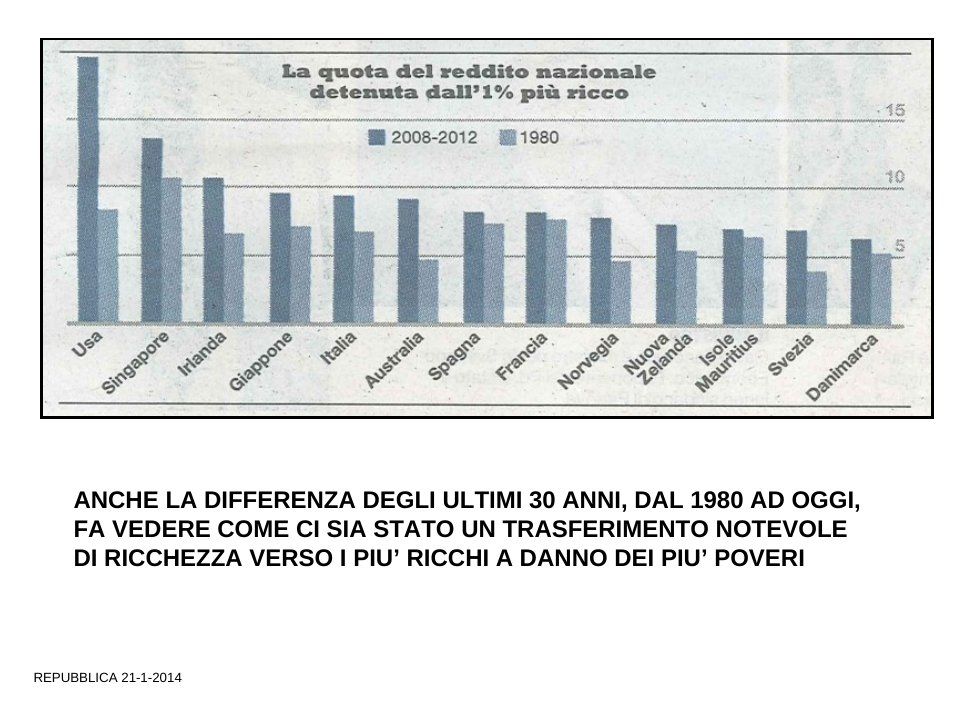 La quota del reddito nazionale
detenuta dall'1% più ricco
2008-2012 1980
15
10
5
Usa
Singapore
Irlanda
Giappone
Italia
Australia
Spagna
Francia
Norvegia
Nuova
Zelanda
Isole
Mauritius
Svezia
Danimarca
ANCHE LA DIFFERENZA DEGLI ULTIMI 30 ANNI, DAL 1980 AD OGGI,
FA VEDERE COME CI SIA STATO UN TRASFERIMENTO NOTEVOLE
DI RICCHEZZA VERSO I PIU’ RICCHI A DANNO DEI PIU’ POVERI
REPUBBLICA 21-1-2014